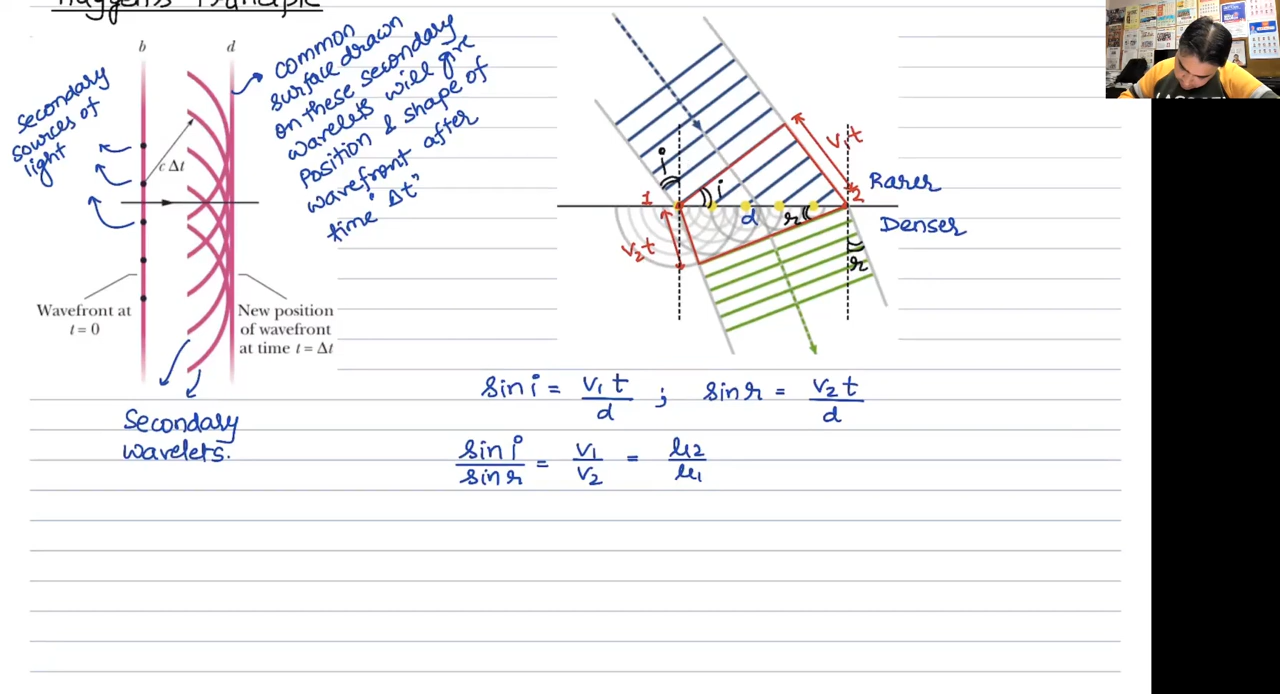 Huygen's Principle
b
d
secondary
sources of
light
c Δt
Wavefront at
t = 0
New position
of wavefront
at time t = Δt
Secondary
wavelets.
common
surface drawn
on these secondary
wavelets will give
position & shape of
wavefront after
time "Δt"
i
i
1
2
v₁t
v₂t
d
r
r
Rarer
Denser
sin i = v₁t/d ; sin r = v₂t/d
sin i/sin r = v₁/v₂ = μ2/μ₁